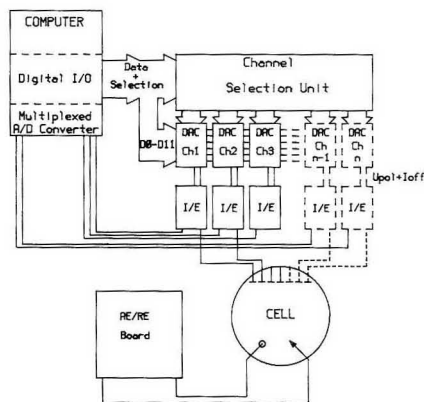 COMPUTER
Digital I/O
Multiplexed
A/D Converter
Data
+
Selection
Channel
Selection Unit
D0-D11
DAC
Ch1
DAC
Ch2
DAC
Ch3
DAC
Ch
n-1
DAC
Ch
n
Upol+Ioff
I/E
I/E
I/E
I/E
I/E
AE/RE
Board
CELL